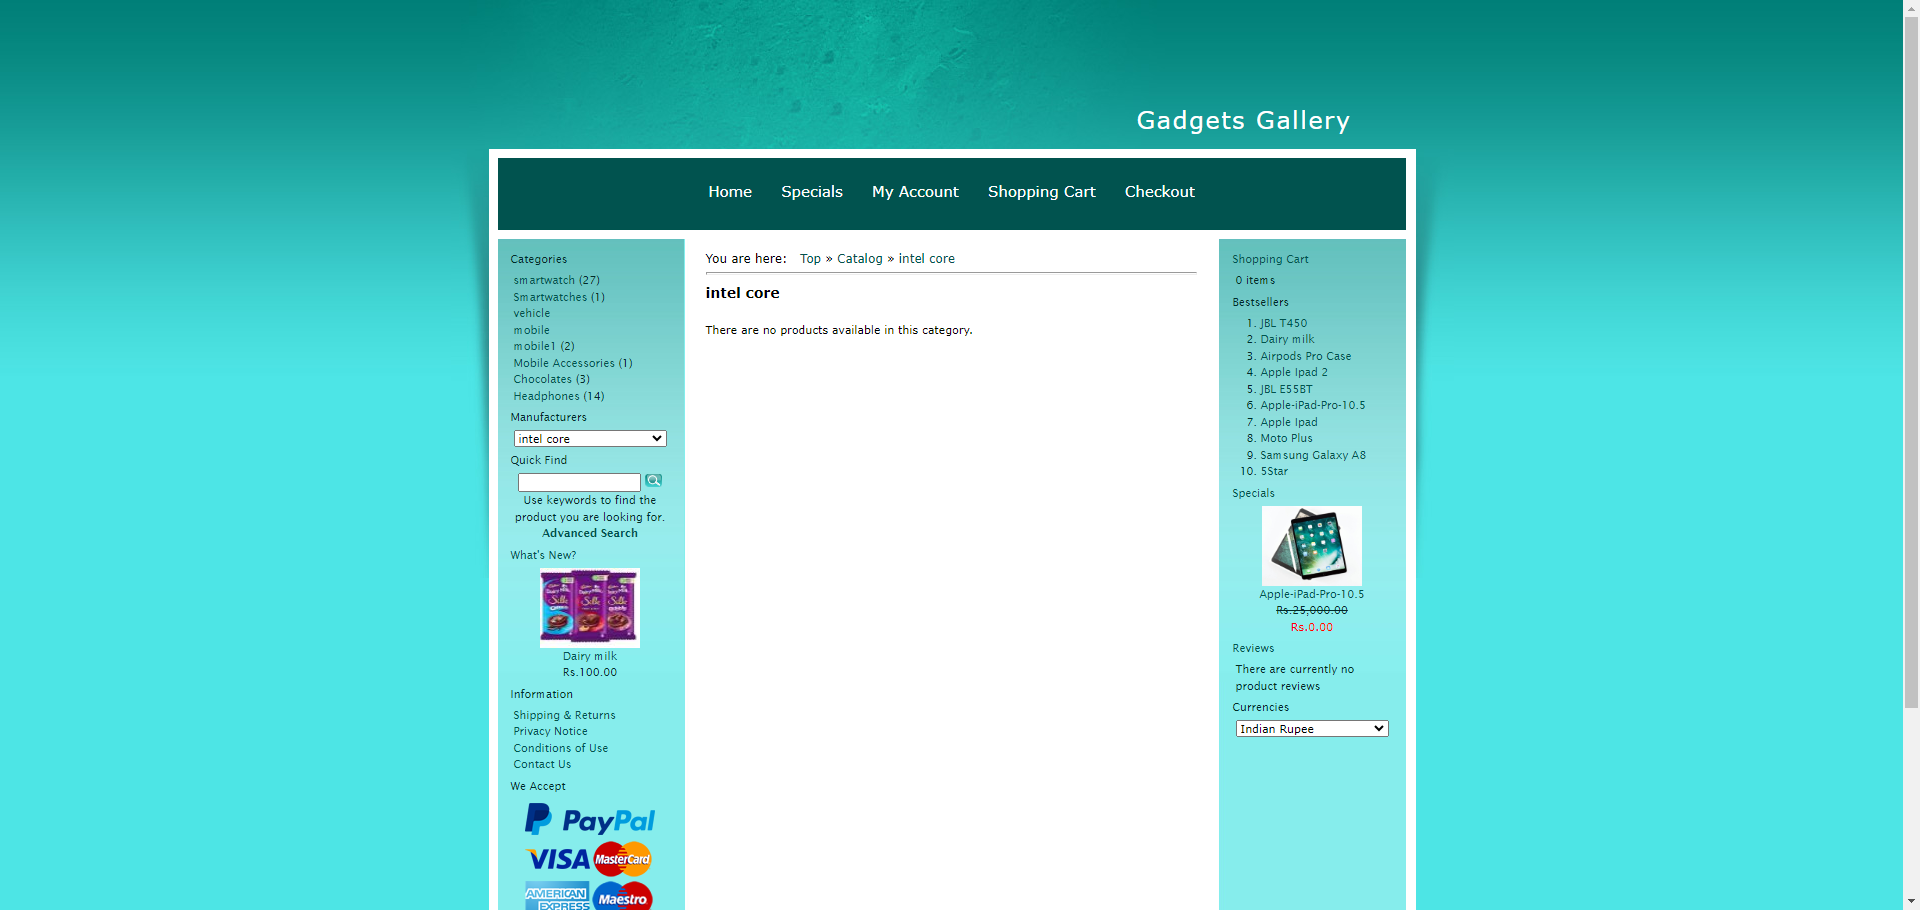 Gadgets Gallery
Home Specials My Account Shopping Cart Checkout
Categories
smartwatch (27)
Smartwatches (1)
vehicle
mobile
mobile1 (2)
Mobile Accessories (1)
Chocolates (3)
Headphones (14)
Manufacturers
intel core
Quick Find
Use keywords to find the
product you are looking for.
Advanced Search
What's New?
Dairy milk
Rs.100.00
Information
Shipping & Returns
Privacy Notice
Conditions of Use
Contact Us
We Accept
PayPal
VISA MasterCard
AMERICAN EXPRESS Maestro
You are here: Top » Catalog » intel core
intel core
There are no products available in this category.
Shopping Cart
0 items
Bestsellers
1. JBL T450
2. Dairy milk
3. Airpods Pro Case
4. Apple Ipad 2
5. JBL E55BT
6. Apple-iPad-Pro-10.5
7. Apple Ipad
8. Moto Plus
9. Samsung Galaxy A8
10. 5Star
Specials
Apple-iPad-Pro-10.5
Rs.25,000.00
Rs.0.00
Reviews
There are currently no
product reviews
Currencies
Indian Rupee